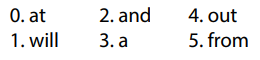 0. at 2. and 4. out
1. will 3. a 5. from